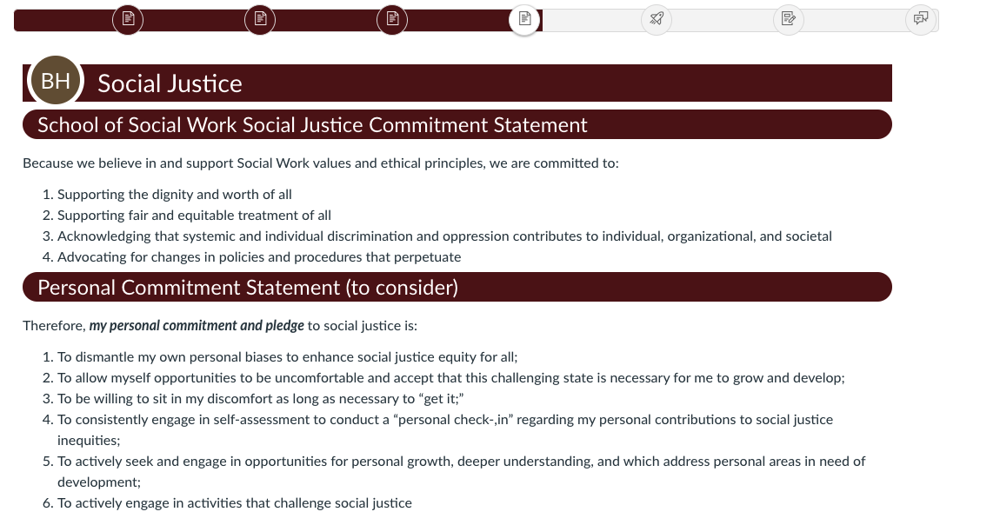 BH
Social Justice
School of Social Work Social Justice Commitment Statement
Because we believe in and support Social Work values and ethical principles, we are committed to:
1. Supporting the dignity and worth of all
2. Supporting fair and equitable treatment of all
3. Acknowledging that systemic and individual discrimination and oppression contributes to individual, organizational, and societal
4. Advocating for changes in policies and procedures that perpetuate
Personal Commitment Statement (to consider)
Therefore, my personal commitment and pledge to social justice is:
1. To dismantle my own personal biases to enhance social justice equity for all;
2. To allow myself opportunities to be uncomfortable and accept that this challenging state is necessary for me to grow and develop;
3. To be willing to sit in my discomfort as long as necessary to “get it;”
4. To consistently engage in self-assessment to conduct a “personal check-,in” regarding my personal contributions to social justice
inequities;
5. To actively seek and engage in opportunities for personal growth, deeper understanding, and which address personal areas in need of
development;
6. To actively engage in activities that challenge social justice